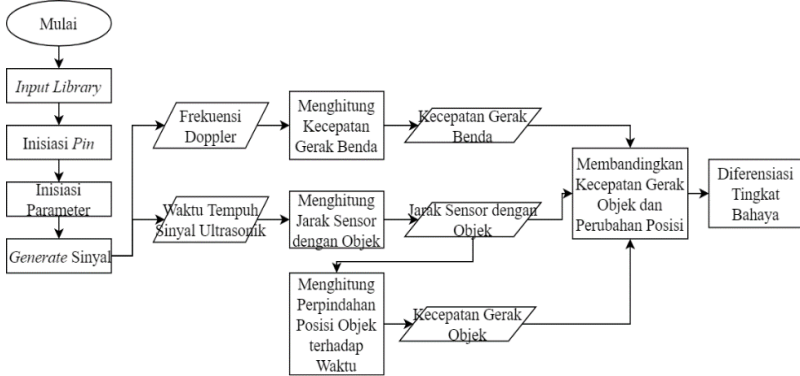 Mulai
Input Library
Inisiasi Pin
Inisiasi
Parameter
Generate Sinyal
Frekuensi
Doppler
Menghitung
Kecepatan
Gerak Benda
Kecepatan Gerak
Benda
Waktu Tempuh
Sinyal Ultrasonik
Menghitung
Jarak Sensor
dengan Objek
Jarak Sensor dengan
Objek
Menghitung
Perpindahan
Posisi Objek
terhadap
Waktu
Kecepatan Gerak
Objek
Membandingkan
Kecepatan Gerak
Objek dan
Perubahan Posisi
Diferensiasi
Tingkat
Bahaya